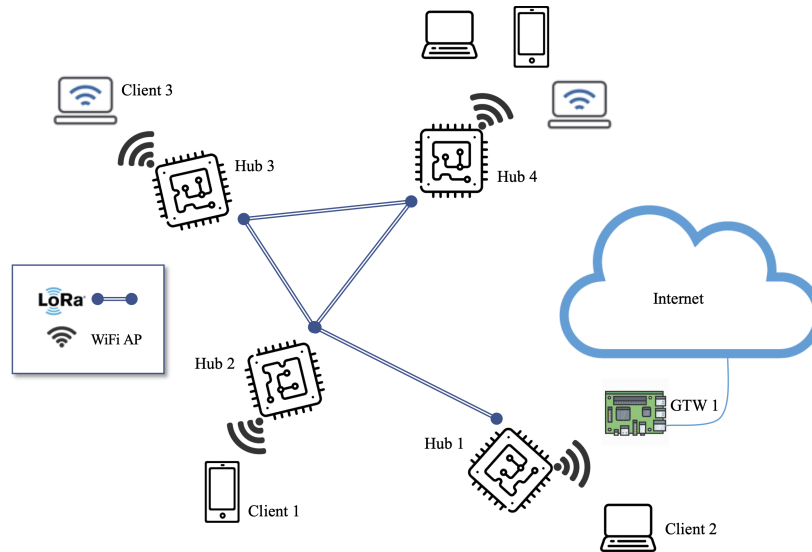 Client 3
Hub 3
Hub 4
LoRa
WiFi AP
Internet
Hub 2
GTW 1
Hub 1
Client 1
Client 2